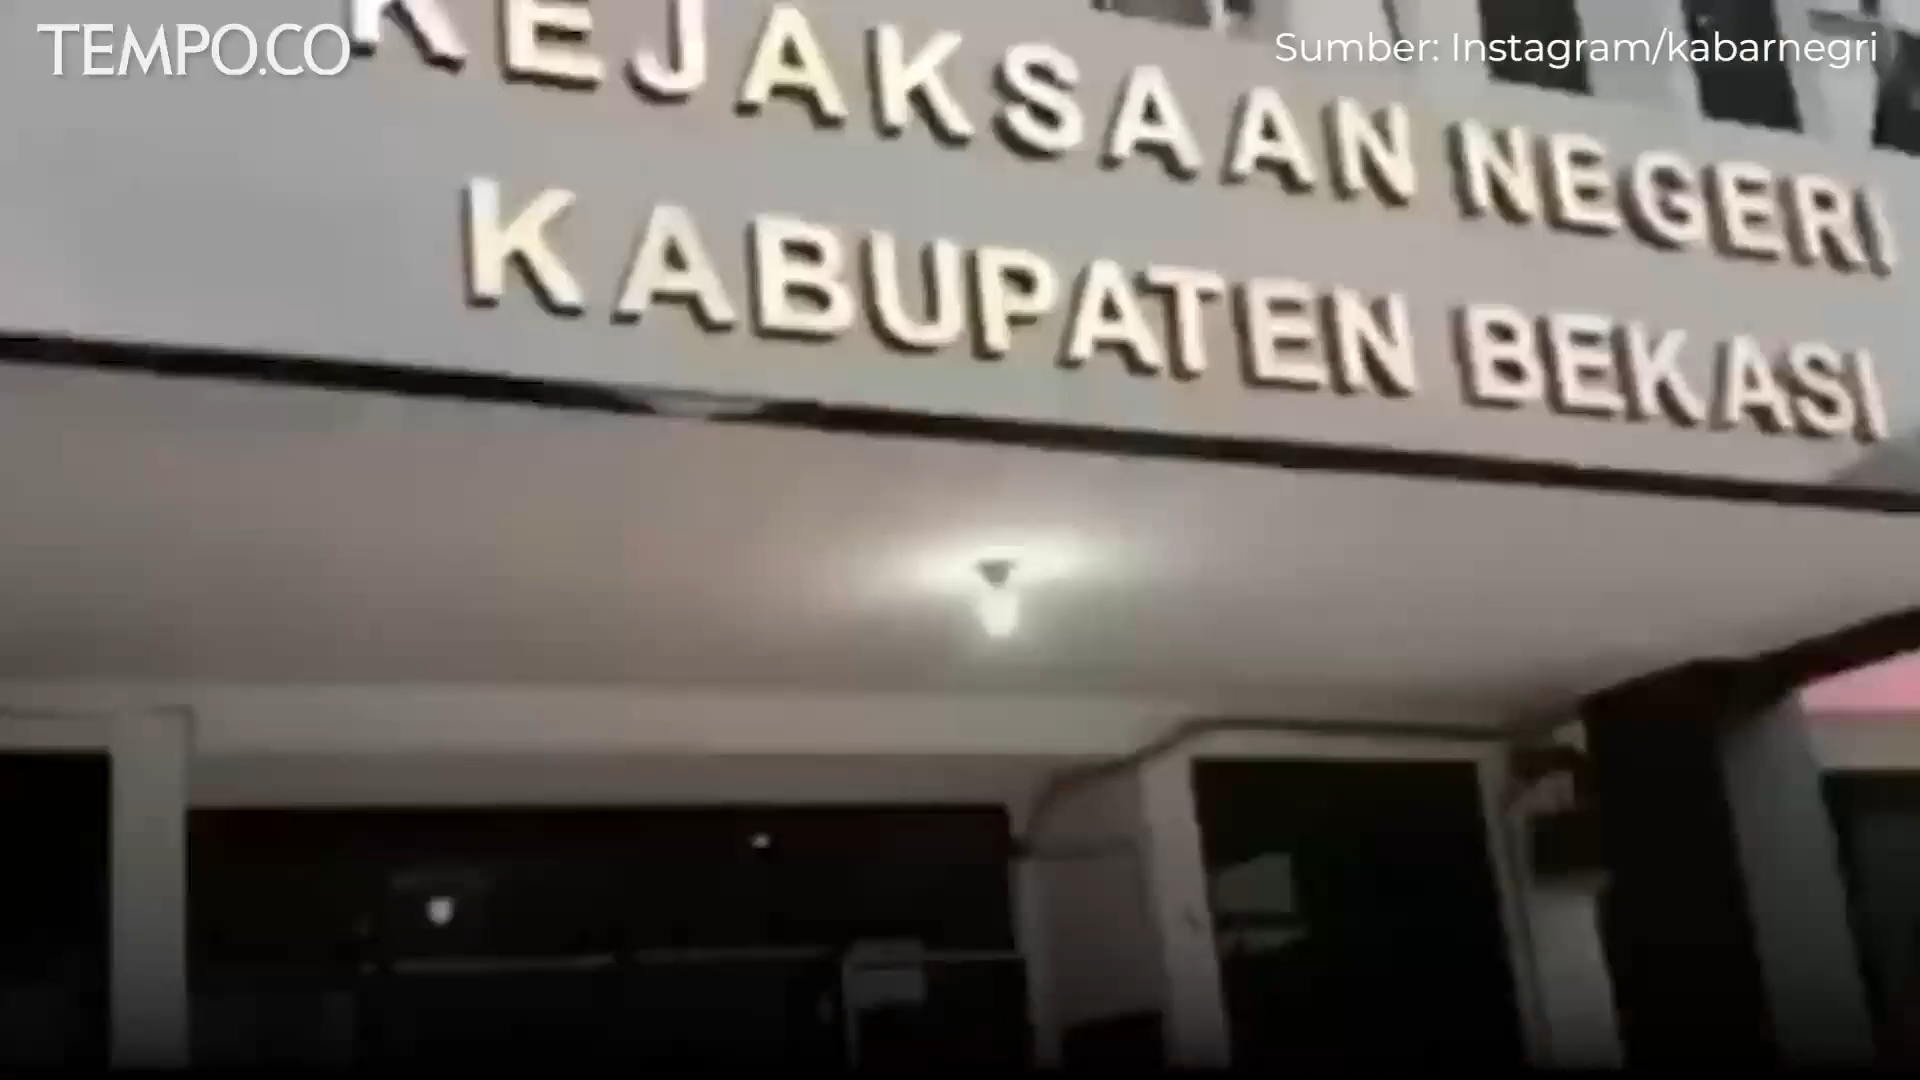 TEMPO.CO
Sumber: Instagram/kabarnegri
KEJAKSAAN NEGERI
KABUPATEN BEKASI